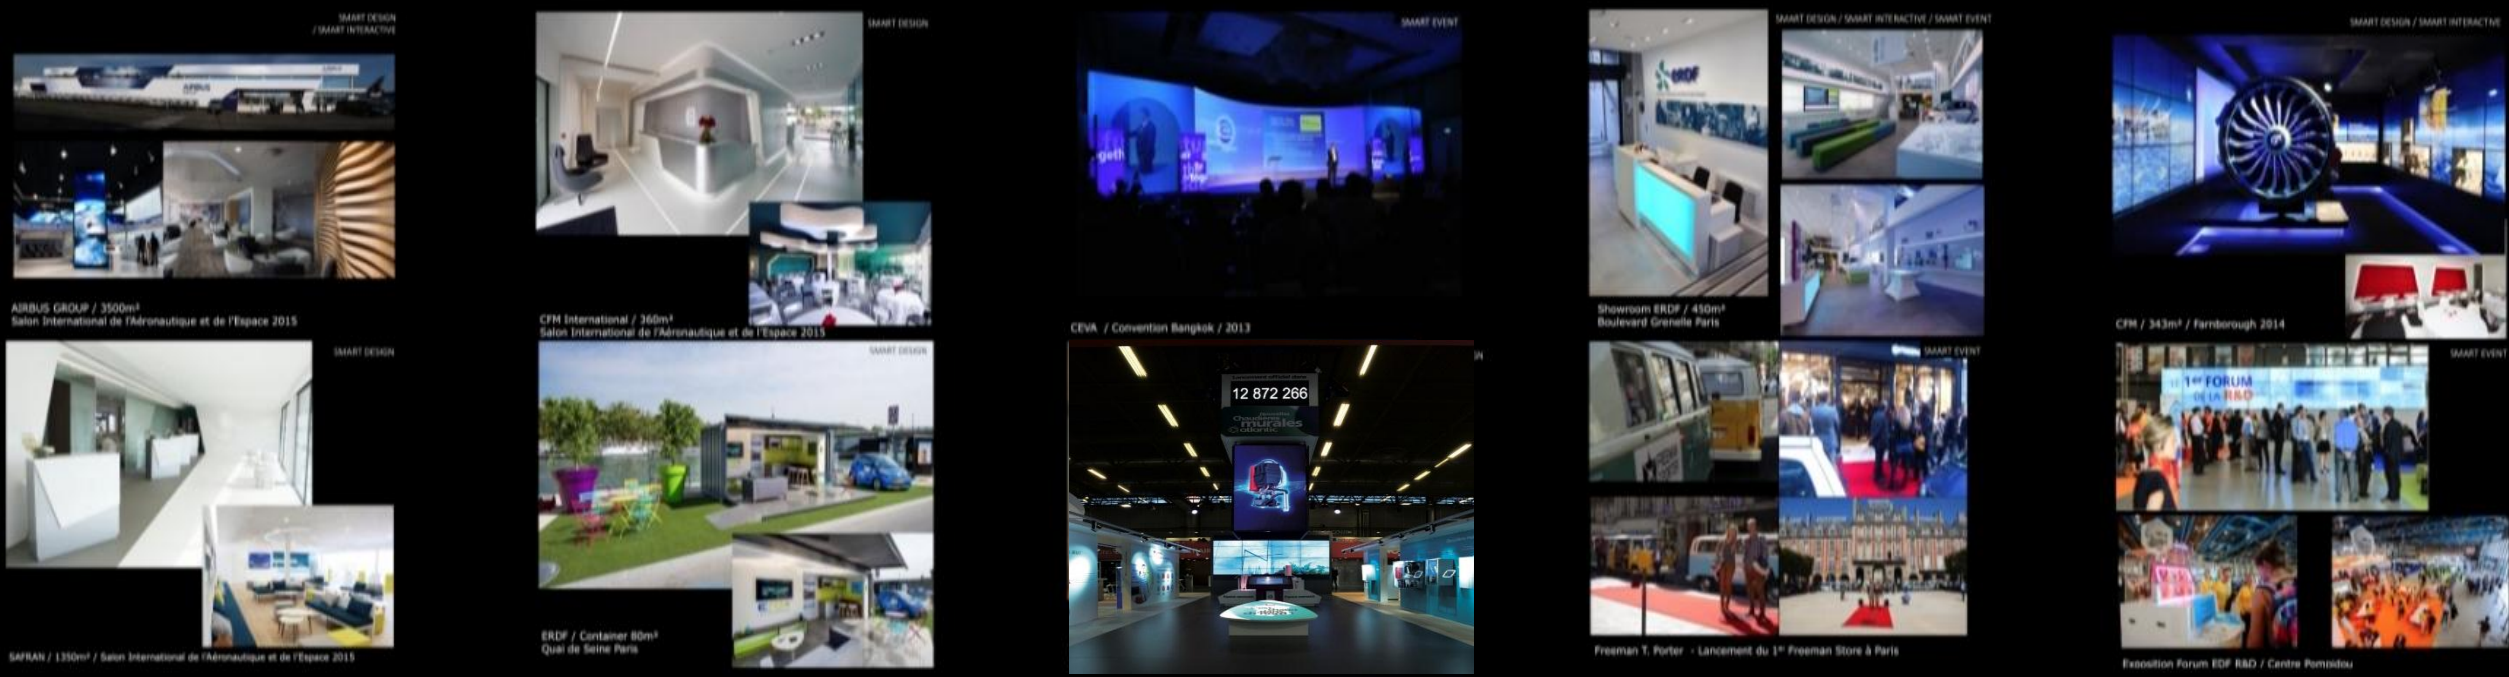 SMART DESIGN
/ SMART INTERACTIVE
AIRBUS
AIRBUS GROUP / 3500m²
Salon International de l'Aéronautique et de l'Espace 2015
SMART DESIGN
CFM International / 360m²
Salon International de l'Aéronautique et de l'Espace 2015
SMART EVENT
CEVA / Convention Bangkok / 2013
SMART DESIGN / SMART INTERACTIVE / SMART EVENT
ERDF
Showroom ERDF / 450m²
Boulevard Grenelle Paris
SMART DESIGN / SMART INTERACTIVE
CFM / 343m² / Farnborough 2014
SMART DESIGN
SAFRAN / 1350m² / Salon International de l'Aéronautique et de l'Espace 2015
SMART DESIGN
ERDF / Container 80m²
Quai de Seine Paris
12 872 266
Chaudières
murales
atlantic
SMART EVENT
Freeman T. Porter - Lancement du 1er Freeman Store à Paris
SMART EVENT
1er FORUM
DE LA R&D
Exposition Forum EDF R&D / Centre Pompidou